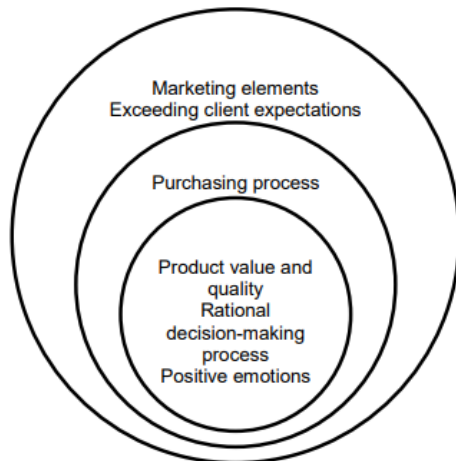 Marketing elements
Exceeding client expectations
Purchasing process
Product value and
quality
Rational
decision-making
process
Positive emotions